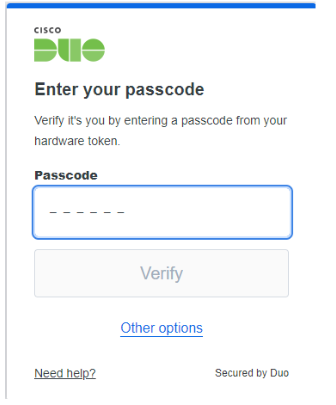 CISCO
DUO
Enter your passcode
Verify it's you by entering a passcode from your
hardware token.
Passcode
_ _ _ _ _ _
Verify
Other options
Need help? Secured by Duo